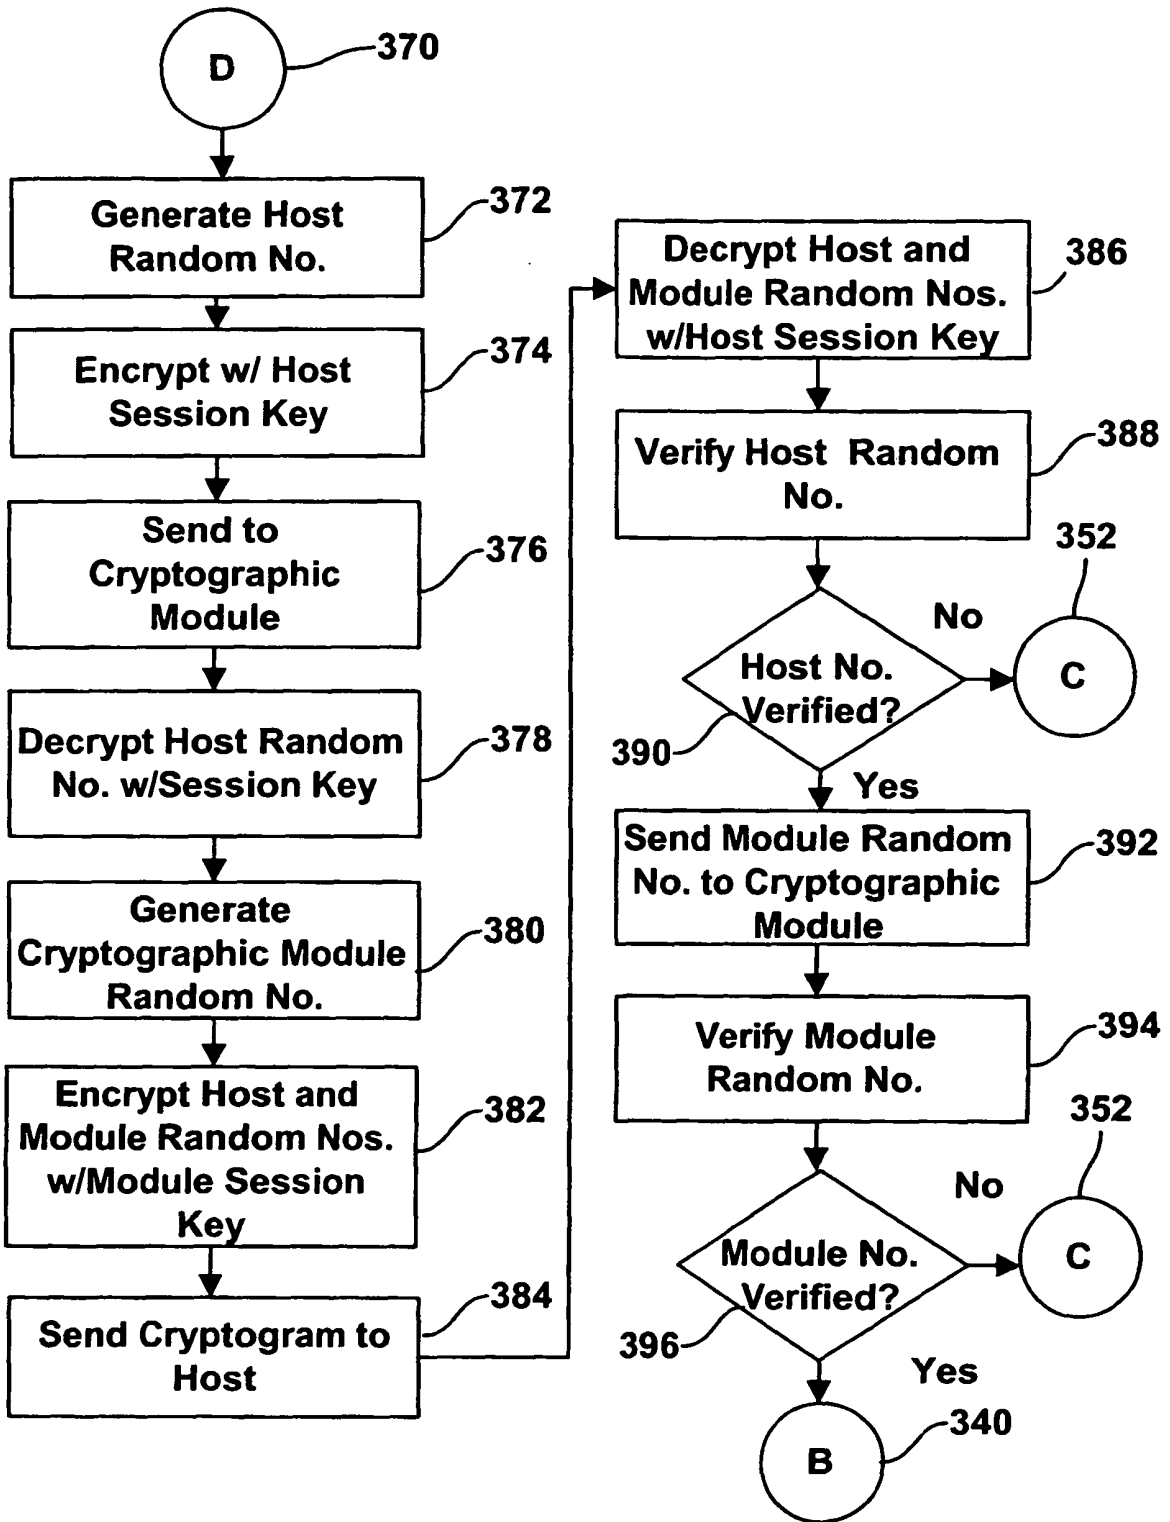 D
370
Generate Host
Random No.
372
Encrypt w/ Host
Session Key
374
Send to
Cryptographic
Module
376
Decrypt Host Random
No. w/Session Key
378
Generate
Cryptographic Module
Random No.
380
Encrypt Host and
Module Random Nos.
w/Module Session
Key
382
Send Cryptogram to
Host
384
Decrypt Host and
Module Random Nos.
w/Host Session Key
386
Verify Host Random
No.
388
Host No.
Verified?
390
No
C
352
Yes
Send Module Random
No. to Cryptographic
Module
392
Verify Module
Random No.
394
Module No.
Verified?
396
No
C
352
Yes
B
340